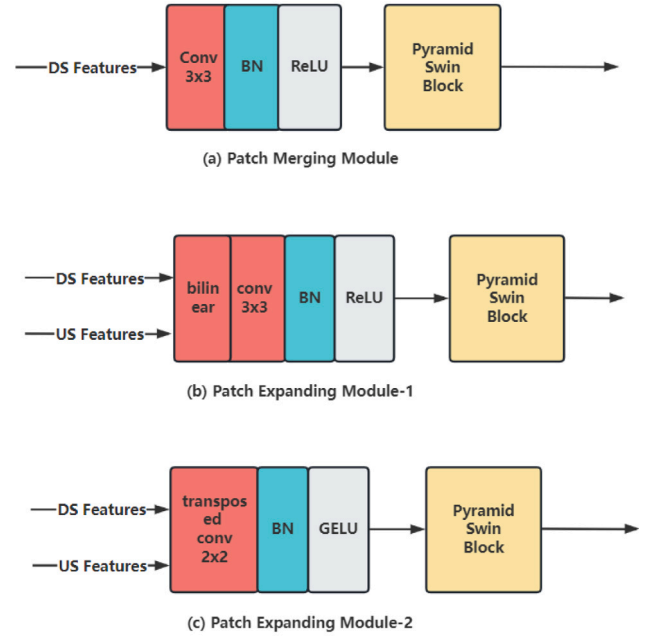 DS Features
Conv
3x3
BN
ReLU
Pyramid
Swin
Block
(a) Patch Merging Module
DS Features
US Features
bilin
ear
conv
3x3
BN
ReLU
Pyramid
Swin
Block
(b) Patch Expanding Module-1
DS Features
US Features
transpos
ed
conv
2x2
BN
GELU
Pyramid
Swin
Block
(c) Patch Expanding Module-2